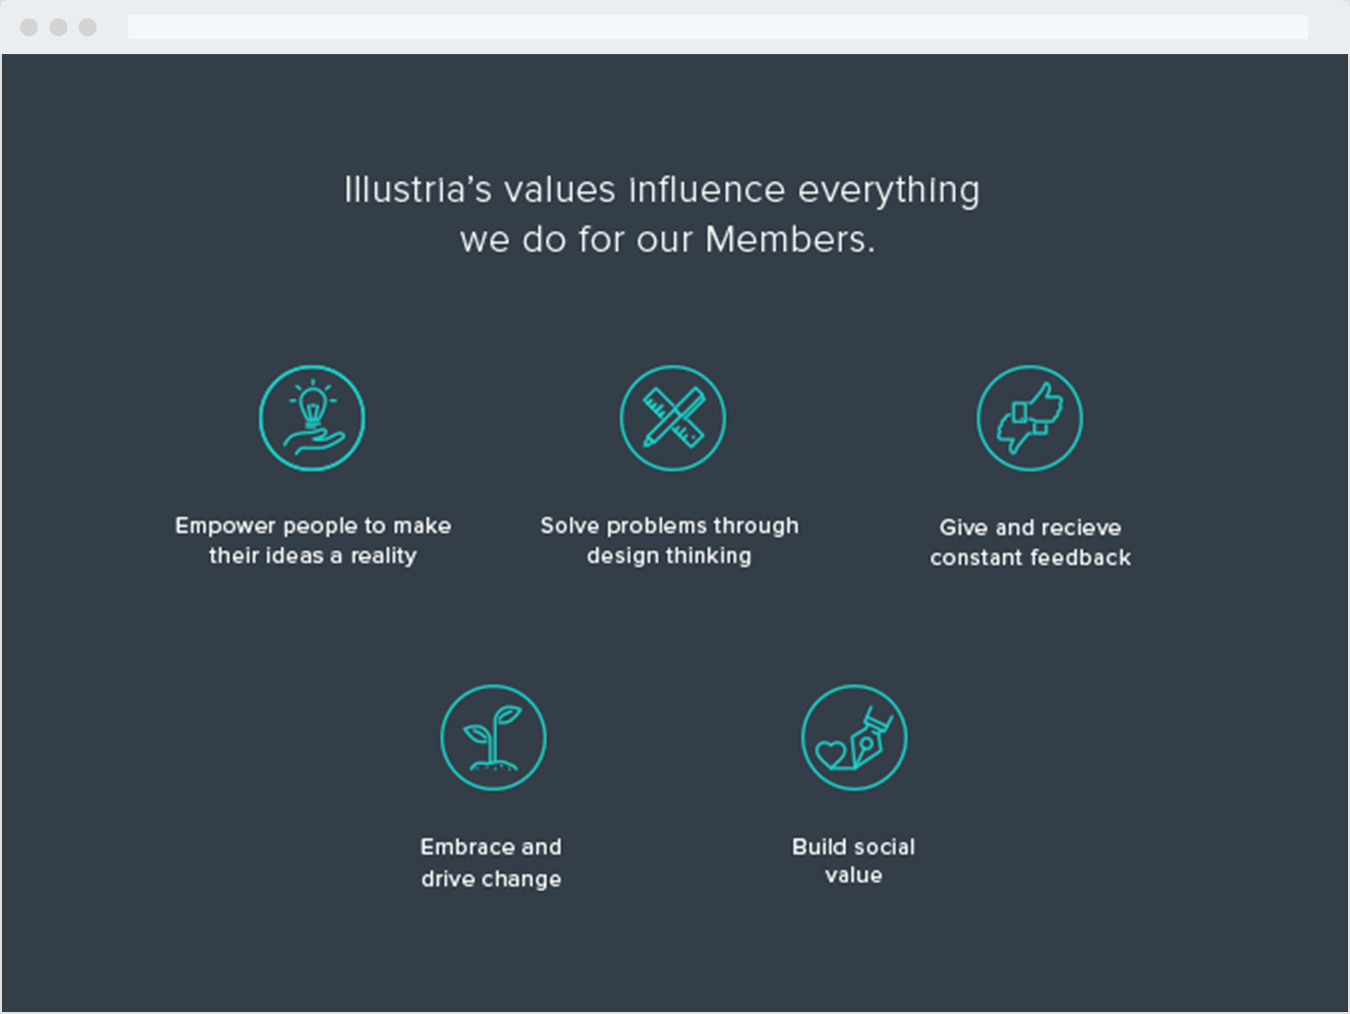 Illustria’s values influence everything
we do for our Members.
Empower people to make
their ideas a reality
Solve problems through
design thinking
Give and recieve
constant feedback
Embrace and
drive change
Build social
value